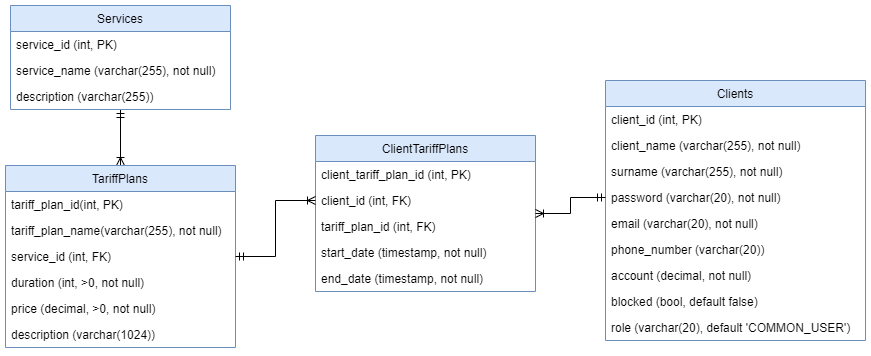 Services
service_id (int, PK)
service_name (varchar(255), not null)
description (varchar(255))
TariffPlans
tariff_plan_id(int, PK)
tariff_plan_name(varchar(255), not null)
service_id (int, FK)
duration (int, >0, not null)
price (decimal, >0, not null)
description (varchar(1024))
ClientTariffPlans
client_tariff_plan_id (int, PK)
client_id (int, FK)
tariff_plan_id (int, FK)
start_date (timestamp, not null)
end_date (timestamp, not null)
Clients
client_id (int, PK)
client_name (varchar(255), not null)
surname (varchar(255), not null)
password (varchar(20), not null)
email (varchar(20), not null)
phone_number (varchar(20))
account (decimal, not null)
blocked (bool, default false)
role (varchar(20), default 'COMMON_USER')